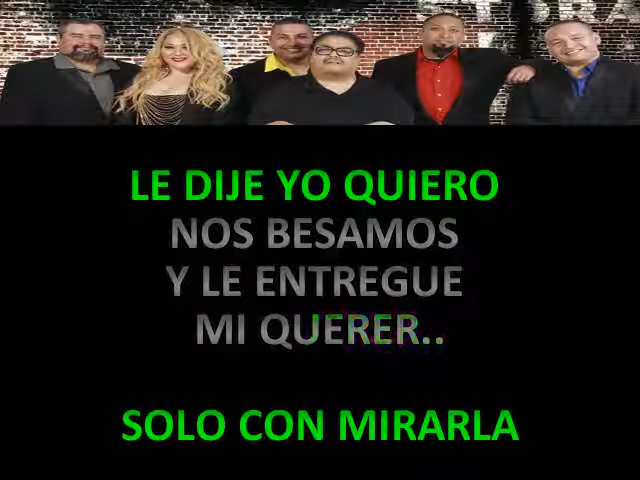 LE DIJE YO QUIERO
NOS BESAMOS
Y LE ENTREGUE
MI QUERER..
SOLO CON MIRARLA